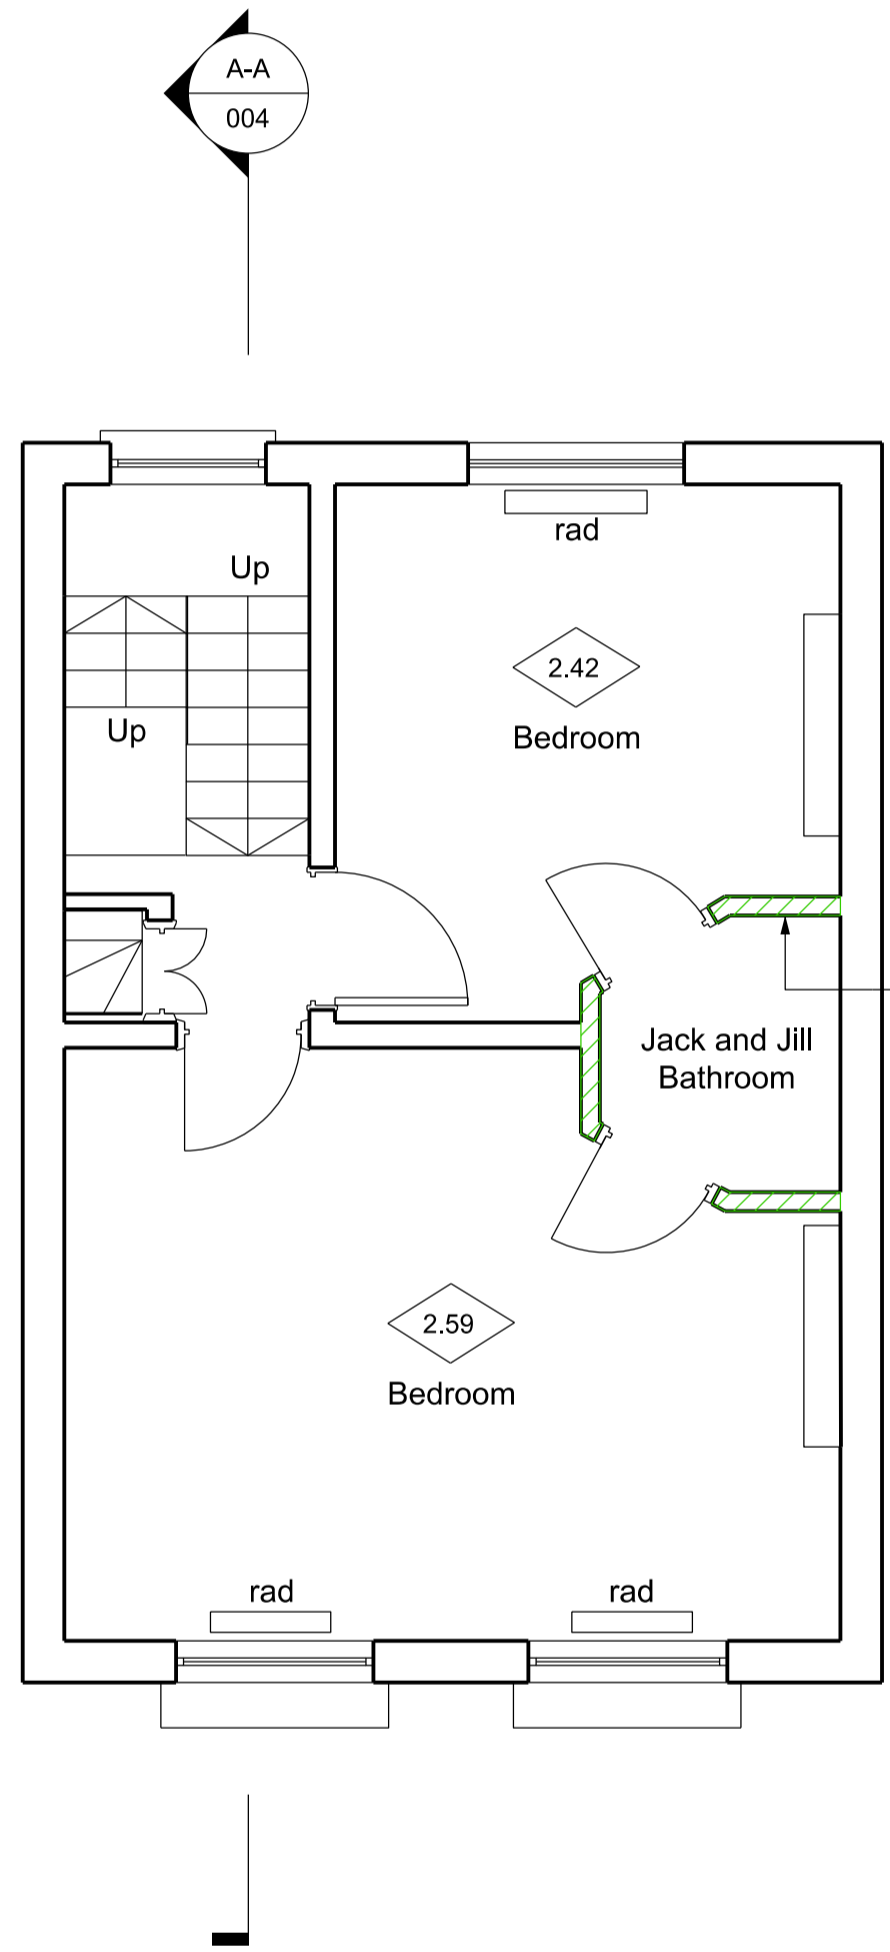 A-A
004
rad
Up
2.42
Up
Bedroom
Jack and Jill
Bathroom
2.59
Bedroom
rad
rad